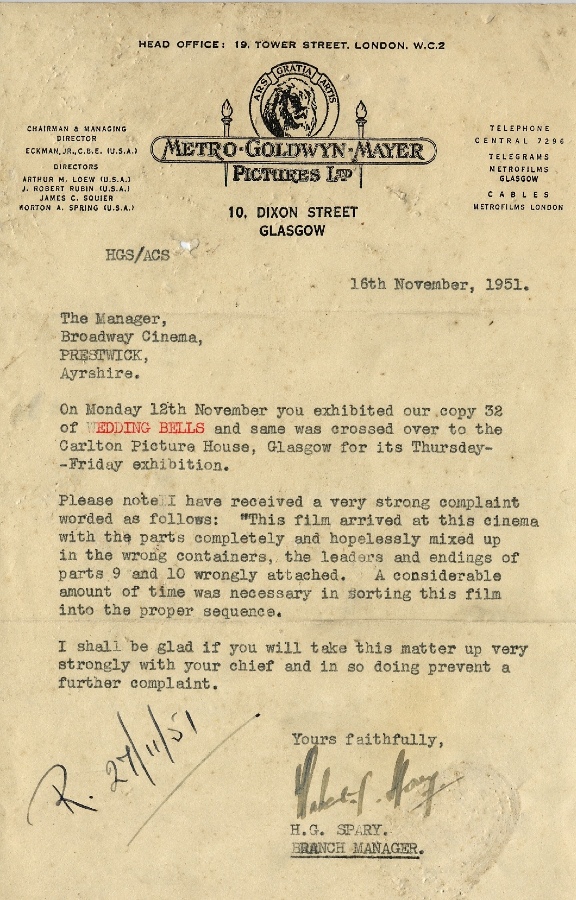 HEAD OFFICE: 19, TOWER STREET, LONDON. W.C.2
ARS GRATIA ARTIS
METRO-GOLDWYN-MAYER
PICTURES LTD
CHAIRMAN & MANAGING
DIRECTOR
ECKMAN, JR., C.B.E. (U.S.A.)
DIRECTORS
ARTHUR M. LOEW (U.S.A.)
J. ROBERT RUBIN (U.S.A.)
JAMES C. SQUIER
MORTON A. SPRING (U.S.A.)
TELEPHONE
CENTRAL 7296
TELEGRAMS
METROFILMS
GLASGOW
CABLES
METROFILMS LONDON
10, DIXON STREET
GLASGOW
HGS/ACS
16th November, 1951.
The Manager,
Broadway Cinema,
PRESTWICK,
Ayrshire.
On Monday 12th November you exhibited our copy 32
of WEDDING BELLS and same was crossed over to the
Carlton Picture House, Glasgow for its Thursday-
-Friday exhibition.
Please note I have received a very strong complaint
worded as follows: "This film arrived at this cinema
with the parts completely and hopelessly mixed up
in the wrong containers, the leaders and endings of
parts 9 and 10 wrongly attached. A considerable
amount of time was necessary in sorting this film
into the proper sequence.
I shall be glad if you will take this matter up very
strongly with your chief and in so doing prevent a
further complaint.
R. 27/11/51
Yours faithfully,
H.G. SPARY.
BRANCH MANAGER.